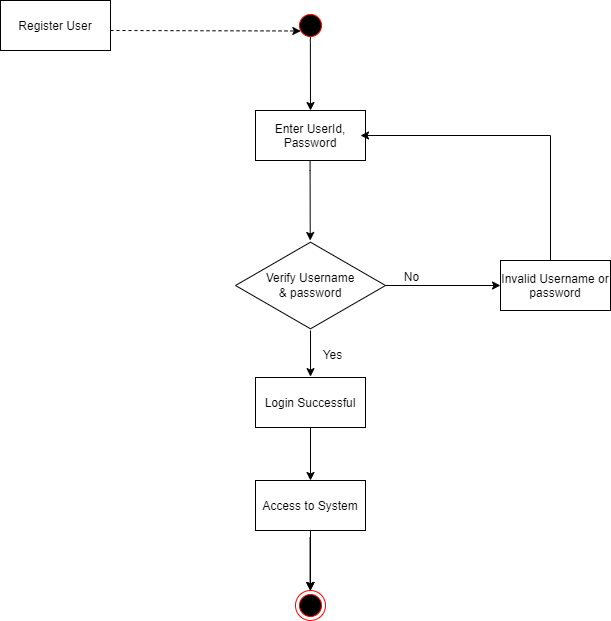 Register User
Enter UserId,
Password
Verify Username
& password
No
Invalid Username or
password
Yes
Login Successful
Access to System